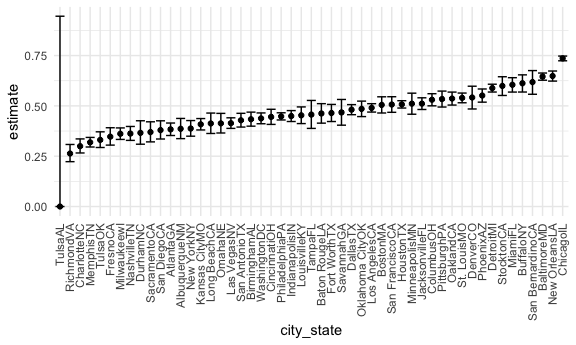 estimate
0.75
0.50
0.25
0.00
TulsaAL
RichmondVA
CharlotteNC
MemphisTN
TulsaOK
FresnoCA
MilwaukeewI
NashvilleTN
DurhamNC
SacramentoCA
San DiegoCA
AtlantaGA
AlbuquerqueNM
New YorkNY
Kansas CityMO
Long BeachCA
OmahaNE
Las VegasNV
San AntonioTX
BirminghamAL
WashingtonDC
CincinnatiOH
PhiladelphiaPA
IndianapolisIN
LouisvilleKY
TampaFL
Baton RougeLA
Fort WorthTX
SavannahGA
DallasTX
Oklahoma CityOK
Los AngelesCA
BostonMA
San FranciscoCA
HoustonTX
MinneapolisMN
JacksonvilleFL
ColumbusOH
PittsburghPA
OaklandCA
St. LouisMO
DenverCO
PhoenixAZ
DetroitMI
StocktonCA
MiamiFL
BuffaloNY
San BernardinoCA
BaltimoreMD
New OrleansLA
ChicagoIL
city_state